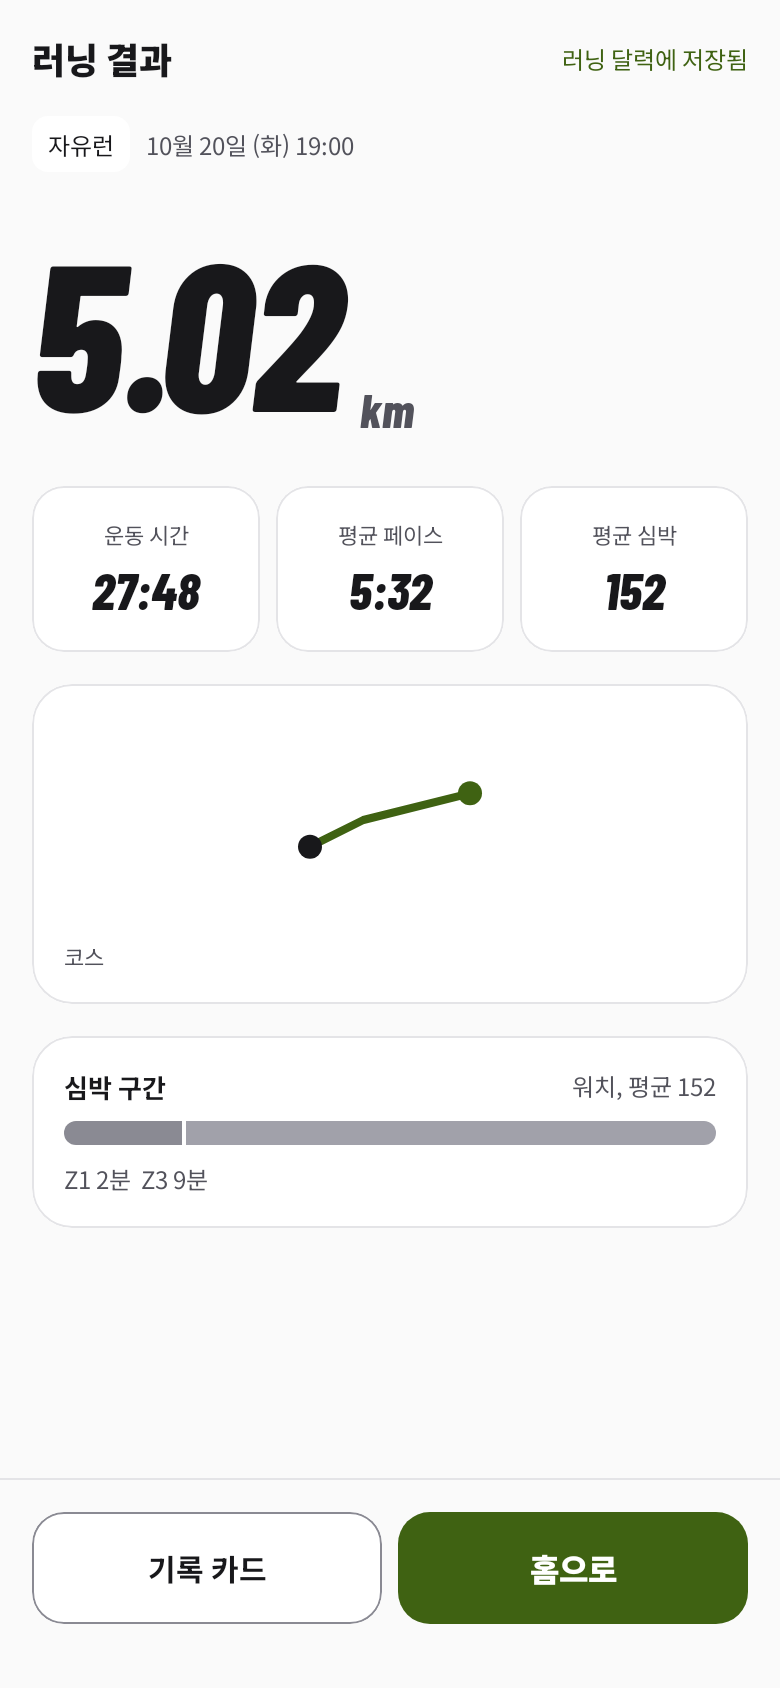 러닝 결과
러닝 달력에 저장됨
자유런 10월 20일 (화) 19:00
5.02 km
운동 시간
27:48
평균 페이스
5:32
평균 심박
152
코스
심박 구간
워치, 평균 152
Z1 2분 Z3 9분
기록 카드
홈으로